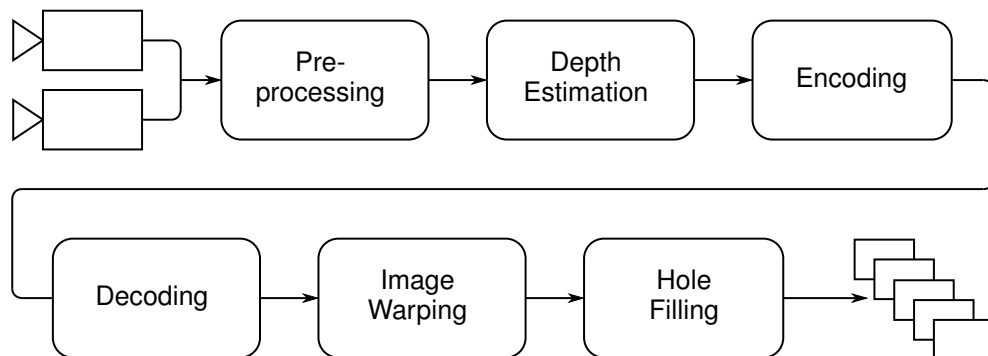 Pre-
processing
Depth
Estimation
Encoding
Decoding
Image
Warping
Hole
Filling